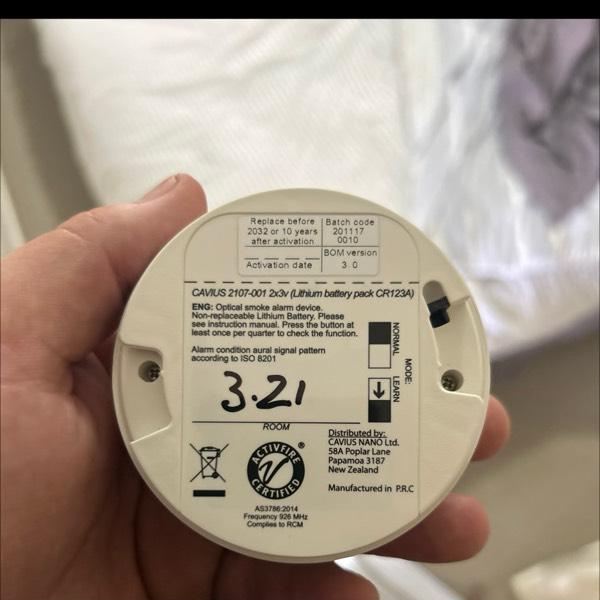 Replace before
2032 or 10 years
after activation
Batch code
201117
0010
Activation date
BOM version
3 0
CAVIUS 2107-001 2x3v (Lithium battery pack CR123A)
ENG: Optical smoke alarm device.
Non-replaceable Lithium Battery. Please
see instruction manual. Press the button at
least once per quarter to check the function.
Alarm condition aural signal pattern
according to ISO 8201
NORMAL
MODE:
LEARN
3.21
ROOM
ACTIVFIRE
CERTIFIED
®
AS3786:2014
Frequency 926 MHz
Complies to RCM
Distributed by:
CAVIUS NANO Ltd.
58A Poplar Lane
Papamoa 3187
New Zealand
Manufactured in P.R.C